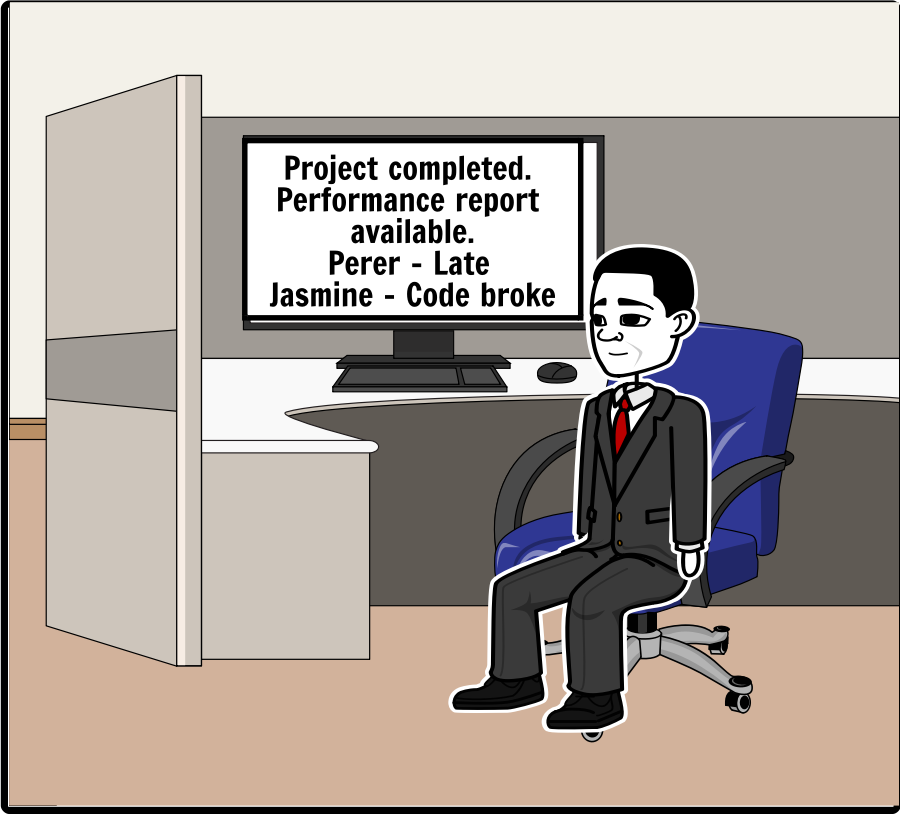 Project completed.
Performance report
available.
Perer - Late
Jasmine - Code broke